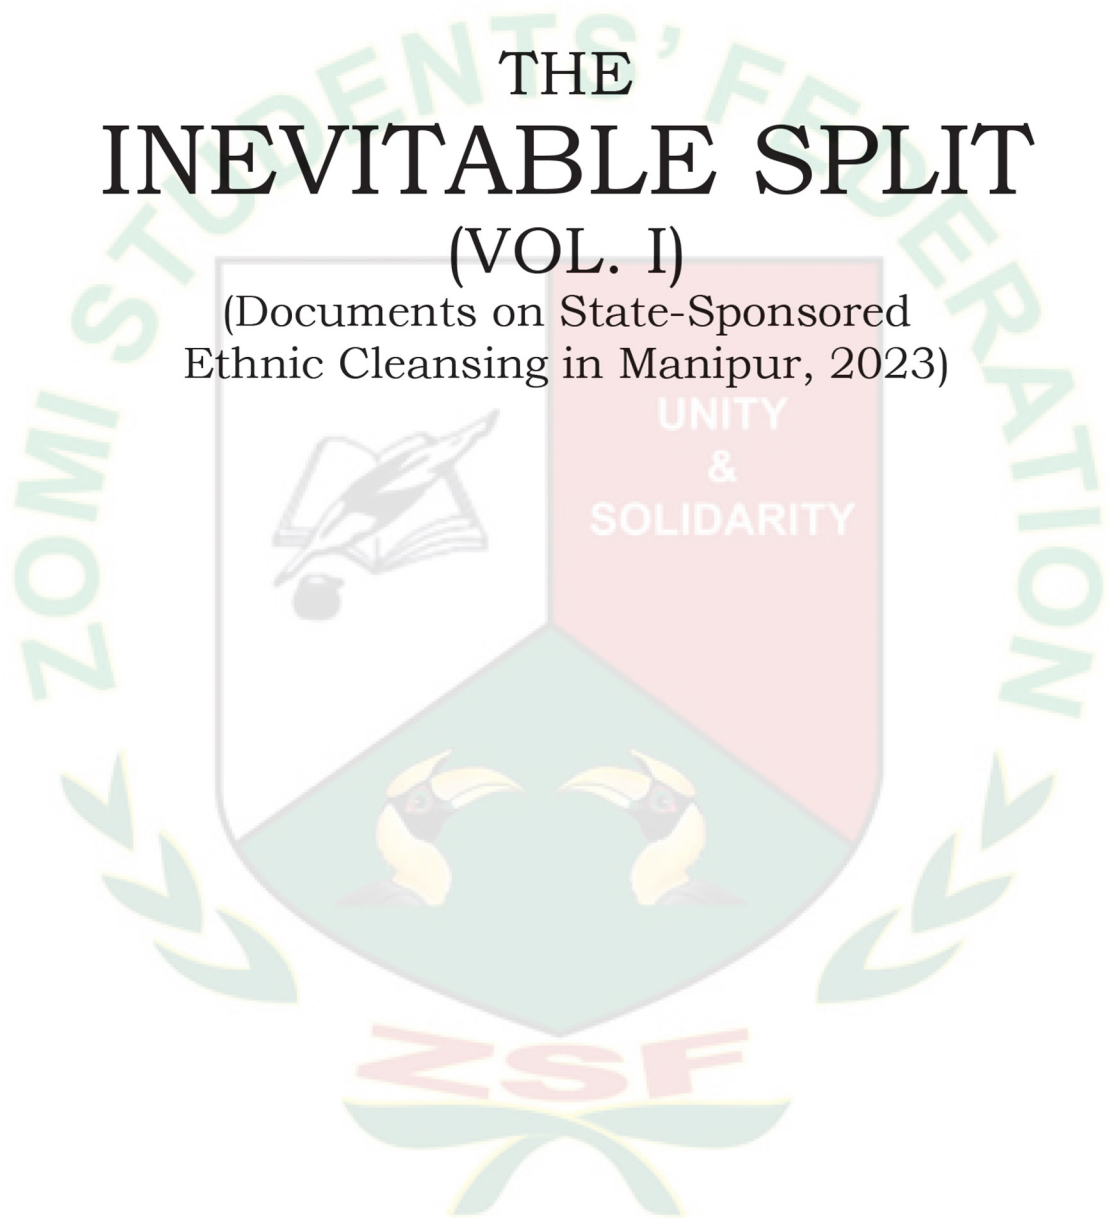 THE
INEVITABLE SPLIT
(VOL. I)
(Documents on State-Sponsored
Ethnic Cleansing in Manipur, 2023)
ZOMI STUDENTS' FEDERATION
UNITY
&
SOLIDARITY
ZSF